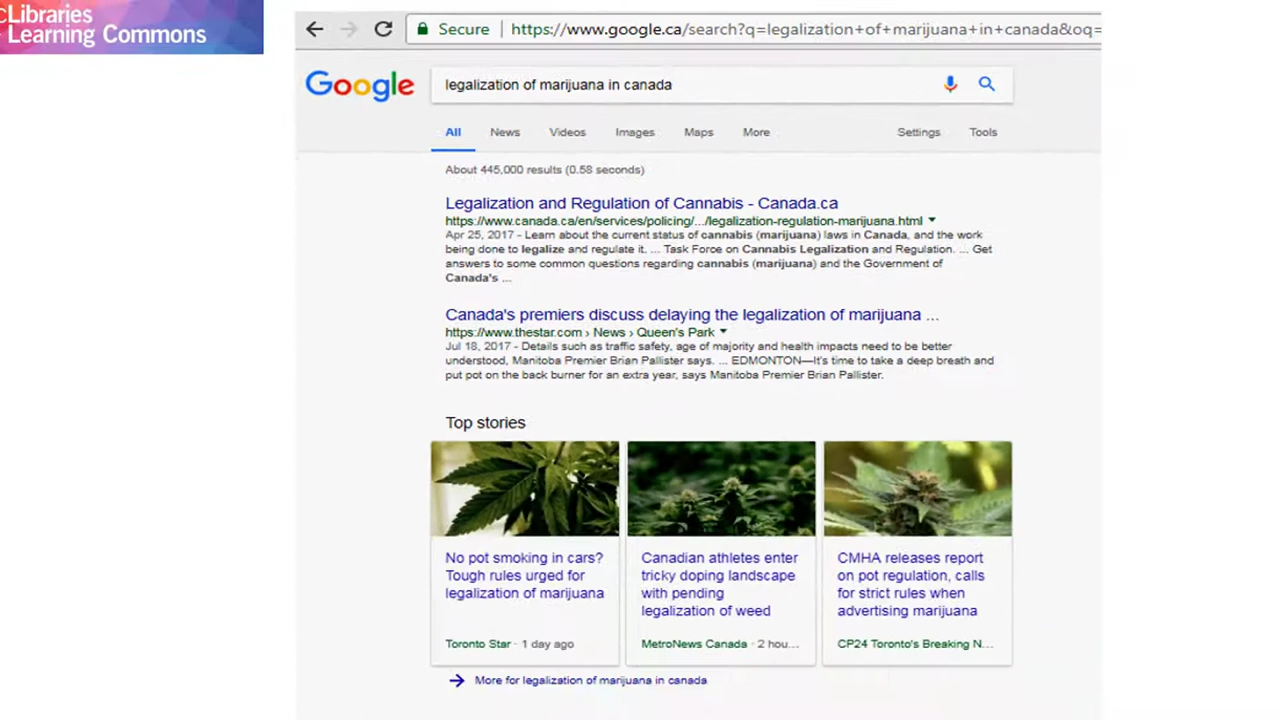 Libraries
Learning Commons
Secure
https://www.google.ca/search?q=legalization+of+marijuana+in+canada&oq=
Google
legalization of marijuana in canada
All News Videos Images Maps More Settings Tools
About 445,000 results (0.58 seconds)
Legalization and Regulation of Cannabis - Canada.ca
https://www.canada.ca/en/services/policing/.../legalization-regulation-marijuana.html
Apr 25, 2017 - Learn about the current status of cannabis (marijuana) laws in Canada, and the work
being done to legalize and regulate it. ... Task Force on Cannabis Legalization and Regulation. ... Get
answers to some common questions regarding cannabis (marijuana) and the Government of
Canada's ...
Canada's premiers discuss delaying the legalization of marijuana ...
https://www.thestar.com › News › Queen's Park
Jul 18, 2017 - Details such as traffic safety, age of majority and health impacts need to be better
understood, Manitoba Premier Brian Pallister says. ... EDMONTON—It's time to take a deep breath and
put pot on the back burner for an extra year, says Manitoba Premier Brian Pallister.
Top stories
No pot smoking in cars?
Tough rules urged for
legalization of marijuana
Toronto Star · 1 day ago
Canadian athletes enter
tricky doping landscape
with pending
legalization of weed
MetroNews Canada · 2 hou...
CMHA releases report
on pot regulation, calls
for strict rules when
advertising marijuana
CP24 Toronto's Breaking N...
More for legalization of marijuana in canada